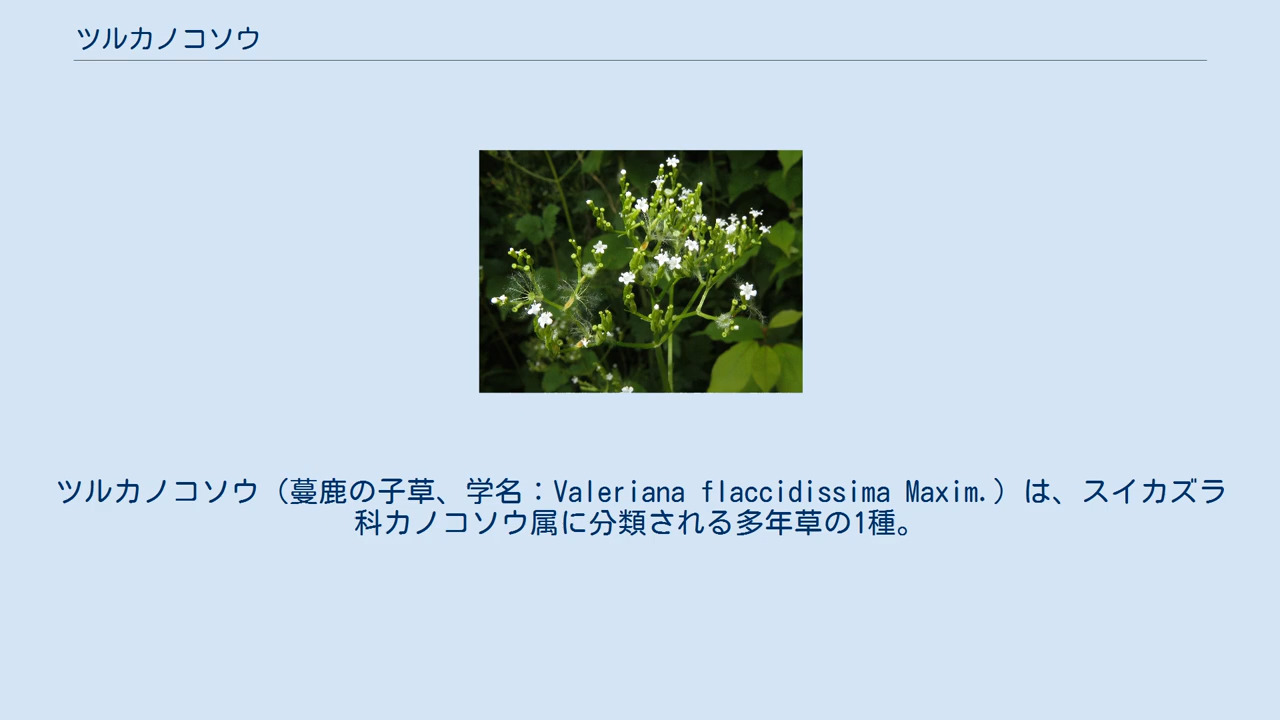 ツルカノコソウ
ツルカノコソウ（蔓鹿の子草、学名：Valeriana flaccidissima Maxim.）は、スイカズラ
科カノコソウ属に分類される多年草の1種。